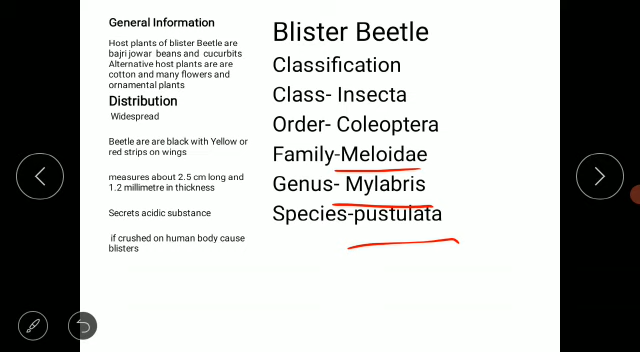 General Information
Host plants of blister Beetle are
bajri jowar beans and cucurbits
Alternative host plants are are
cotton and many flowers and
ornamental plants
Distribution
Widespread
Beetle are are black with Yellow or
red strips on wings
measures about 2.5 cm long and
1.2 millimetre in thickness
Secrets acidic substance
if crushed on human body cause
blisters
Blister Beetle
Classification
Class- Insecta
Order- Coleoptera
Family-Meloidae
Genus- Mylabris
Species-pustulata